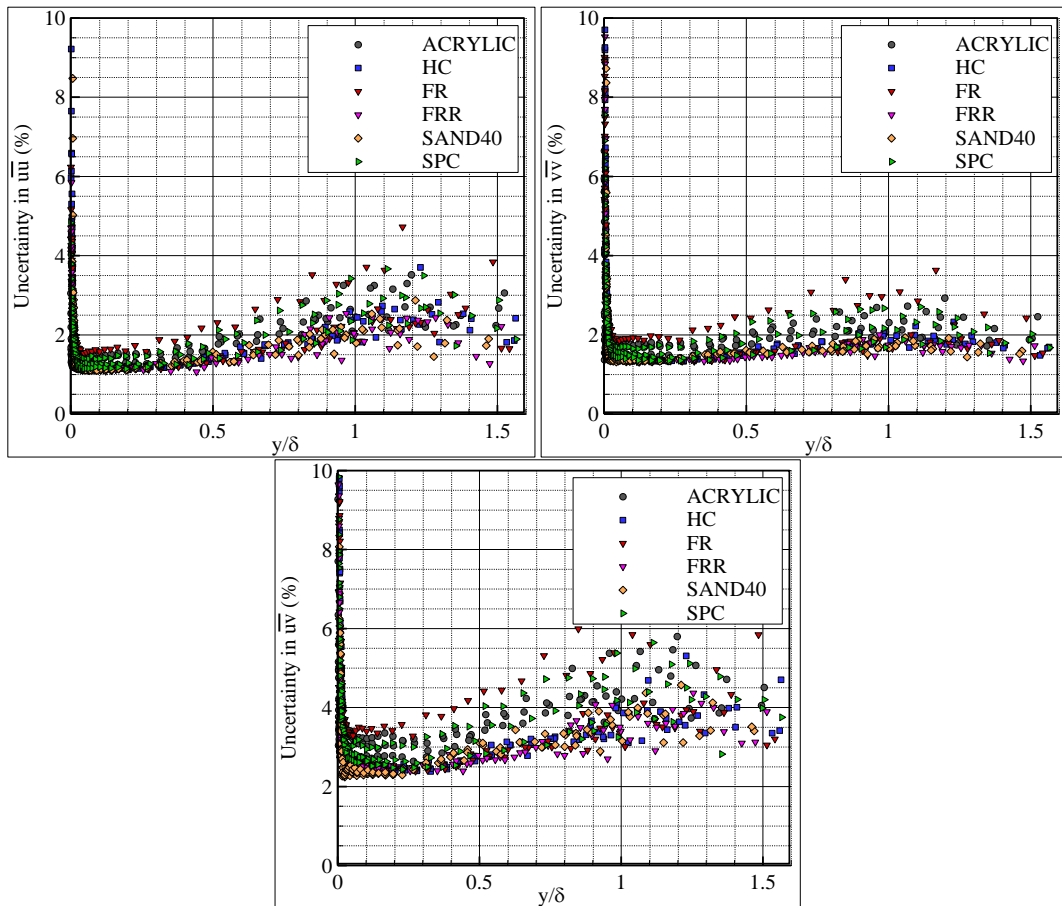 10
8
6
4
2
0
0
0.5
1
1.5
y/δ
Uncertainty in u̅u̅ (%)
ACRYLIC
HC
FR
FRR
SAND40
SPC
10
8
6
4
2
0
0
0.5
1
1.5
y/δ
Uncertainty in v̅v̅ (%)
ACRYLIC
HC
FR
FRR
SAND40
SPC
10
8
6
4
2
0
0
0.5
1
1.5
y/δ
Uncertainty in u̅v̅ (%)
ACRYLIC
HC
FR
FRR
SAND40
SPC